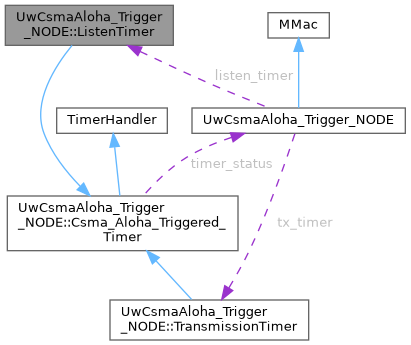 UwCsmaAloha_Trigger
_NODE::ListenTimer
MMac
listen_timer
TimerHandler
UwCsmaAloha_Trigger_NODE
timer_status
UwCsmaAloha_Trigger
_NODE::Csma_Aloha_Triggered_
Timer
tx_timer
UwCsmaAloha_Trigger
_NODE::TransmissionTimer